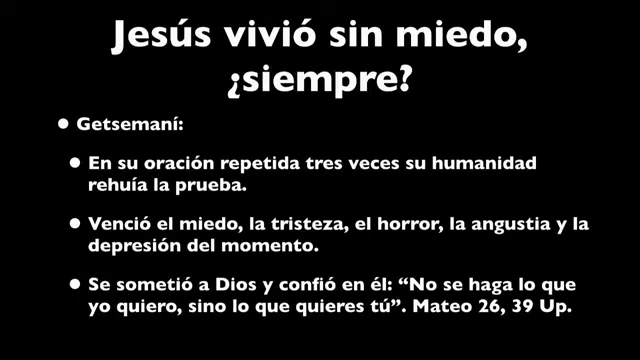 Jesús vivió sin miedo,
¿siempre?
• Getsemaní:
• En su oración repetida tres veces su humanidad
rehuía la prueba.
• Venció el miedo, la tristeza, el horror, la angustia y la
depresión del momento.
• Se sometió a Dios y confió en él: “No se haga lo que
yo quiero, sino lo que quieres tú”. Mateo 26, 39 Up.